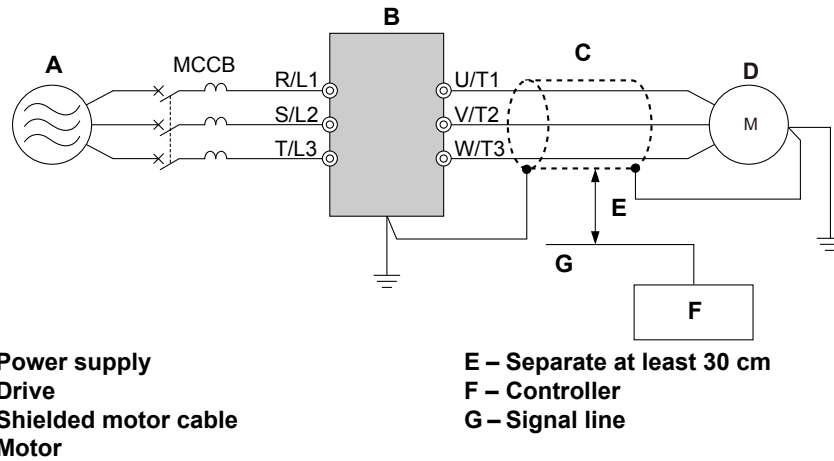 B
A
MCCB
C
D
R/L1
U/T1
S/L2
V/T2
M
T/L3
W/T3
E
G
F
Power supply
Drive
Shielded motor cable
Motor
E – Separate at least 30 cm
F – Controller
G – Signal line